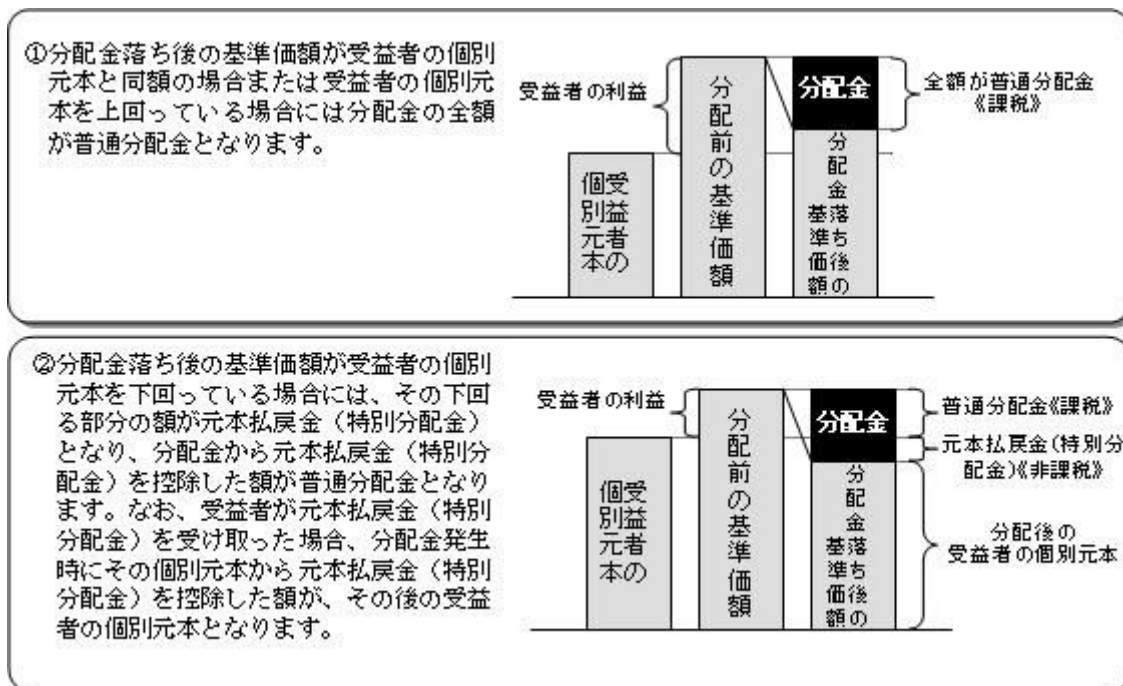 ①分配金落ち後の基準価額が受益者の個別
元本と同額の場合または受益者の個別元
本を上回っている場合には分配金の全額
が普通分配金となります。
受益者の利益
受益者の
個別元本
分配前の基準価額
分配金
分配金落ち後の
基準価額
全額が普通分配金
《課税》
②分配金落ち後の基準価額が受益者の個別
元本を下回っている場合には、その下回
る部分の額が元本払戻金（特別分配金）
となり、分配金から元本払戻金（特別分
配金）を控除した額が普通分配金となり
ます。なお、受益者が元本払戻金（特別
分配金）を受け取った場合、分配金発生
時にその個別元本から元本払戻金（特別
分配金）を控除した額が、その後の受益
者の個別元本となります。
受益者の利益
受益者の
個別元本
分配前の基準価額
分配金
分配金落ち後の
基準価額
普通分配金《課税》
元本払戻金（特別分
配金）《非課税》
分配後の
受益者の個別元本